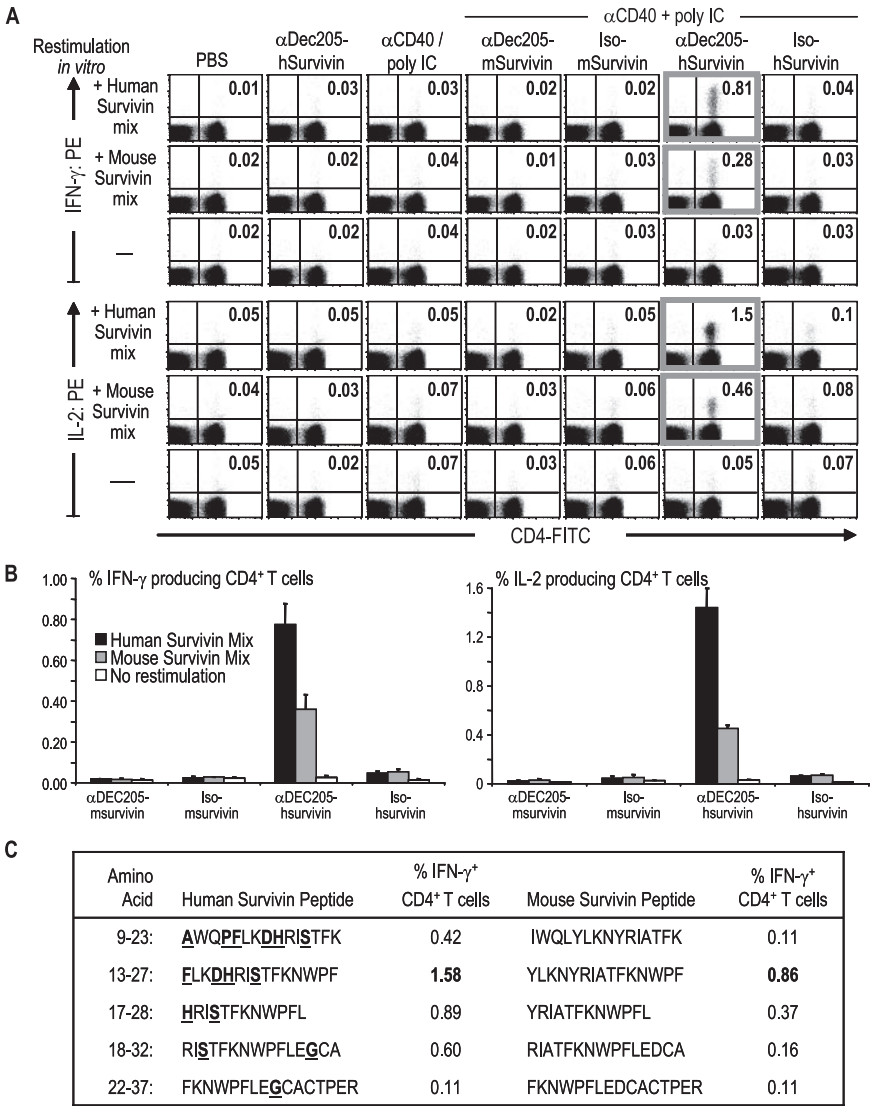 A
αCD40 + poly IC
Restimulation
in vitro
PBS
αDec205-
hSurvivin
αCD40 /
poly IC
αDec205-
mSurvivin
Iso-
mSurvivin
αDec205-
hSurvivin
Iso-
hSurvivin
IFN-γ: PE
+ Human
Survivin
mix
0.01 0.03 0.03 0.02 0.02 0.81 0.04
+ Mouse
Survivin
mix
0.02 0.02 0.04 0.01 0.03 0.28 0.03
—
0.02 0.02 0.04 0.02 0.03 0.03 0.03
IL-2: PE
+ Human
Survivin
mix
0.05 0.05 0.05 0.02 0.05 1.5 0.1
+ Mouse
Survivin
mix
0.04 0.03 0.07 0.03 0.06 0.46 0.08
—
0.05 0.02 0.07 0.03 0.06 0.05 0.07
CD4-FITC
B
% IFN-γ producing CD4⁺ T cells
1.00
0.80
0.60
0.40
0.20
0.00
Human Survivin Mix
Mouse Survivin Mix
No restimulation
αDEC205-
msurvivin
Iso-
msurvivin
αDEC205-
hsurvivin
Iso-
hsurvivin
% IL-2 producing CD4⁺ T cells
1.6
1.2
0.8
0.4
0
αDEC205-
msurvivin
Iso-
msurvivin
αDEC205-
hsurvivin
Iso-
hsurvivin
C
Amino
Acid
Human Survivin Peptide
% IFN-γ⁺
CD4⁺ T cells
Mouse Survivin Peptide
% IFN-γ⁺
CD4⁺ T cells
9-23: AWQPFLKDHRISTFK 0.42 IWQLYLKNYRIATFK 0.11
13-27: FLKDHRISTFKNWPF 1.58 YLKNYRIATFKNWPF 0.86
17-28: HRISTFKNWPFL 0.89 YRIATFKNWPFL 0.37
18-32: RISTFKNWPFLEGCA 0.60 RIATFKNWPFLEDCA 0.16
22-37: FKNWPFLEGCACTPER 0.11 FKNWPFLEDCACTPER 0.11